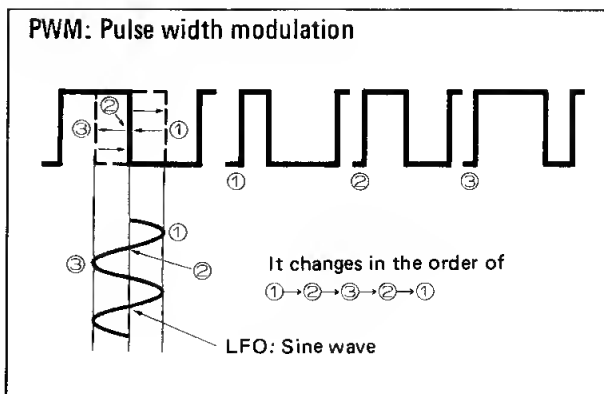 PWM: Pulse width modulation
②
③ ①
① ② ③
①
③ ②
It changes in the order of
①→②→③→②→①
LFO: Sine wave